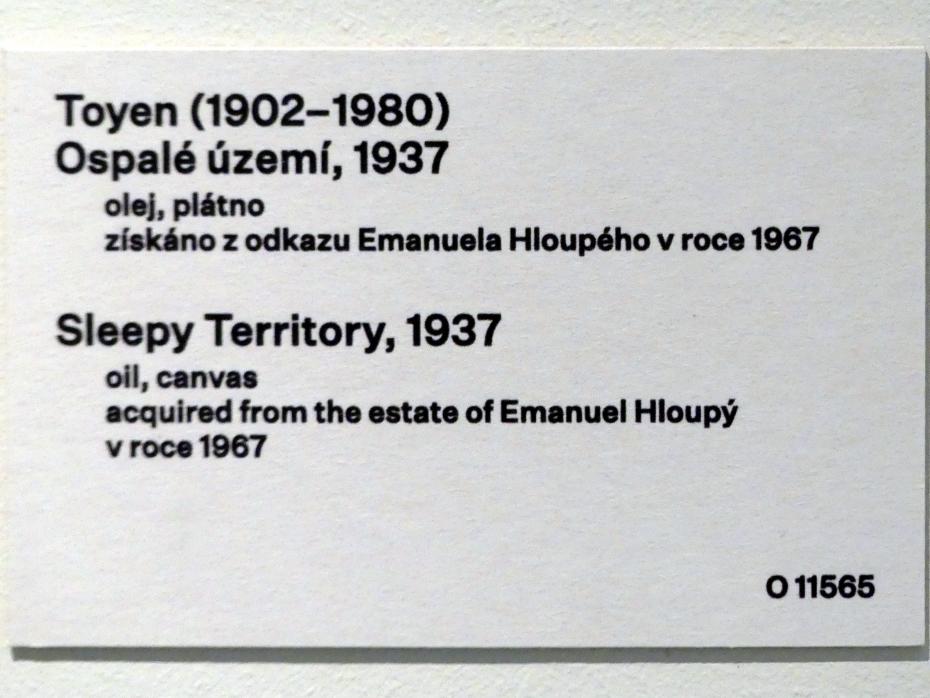 Toyen (1902–1980)
Ospalé území, 1937
olej, plátno
získáno z odkazu Emanuela Hloupého v roce 1967
Sleepy Territory, 1937
oil, canvas
acquired from the estate of Emanuel Hloupý
v roce 1967
O 11565